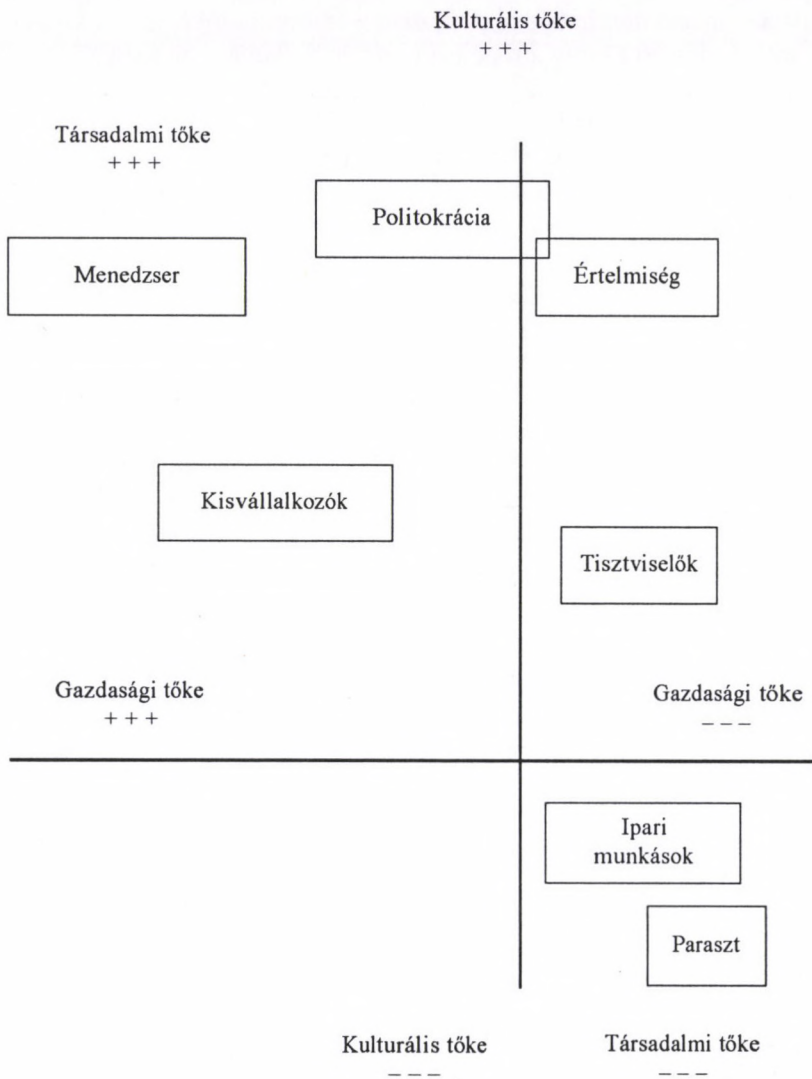 Kulturális tőke
+ + +
Társadalmi tőke
+ + +
Politokrácia
Menedzser
Értelmiség
Kisvállalkozók
Tisztviselők
Gazdasági tőke
+ + +
Gazdasági tőke
– – –
Ipari
munkások
Paraszt
Kulturális tőke
– – –
Társadalmi tőke
– – –